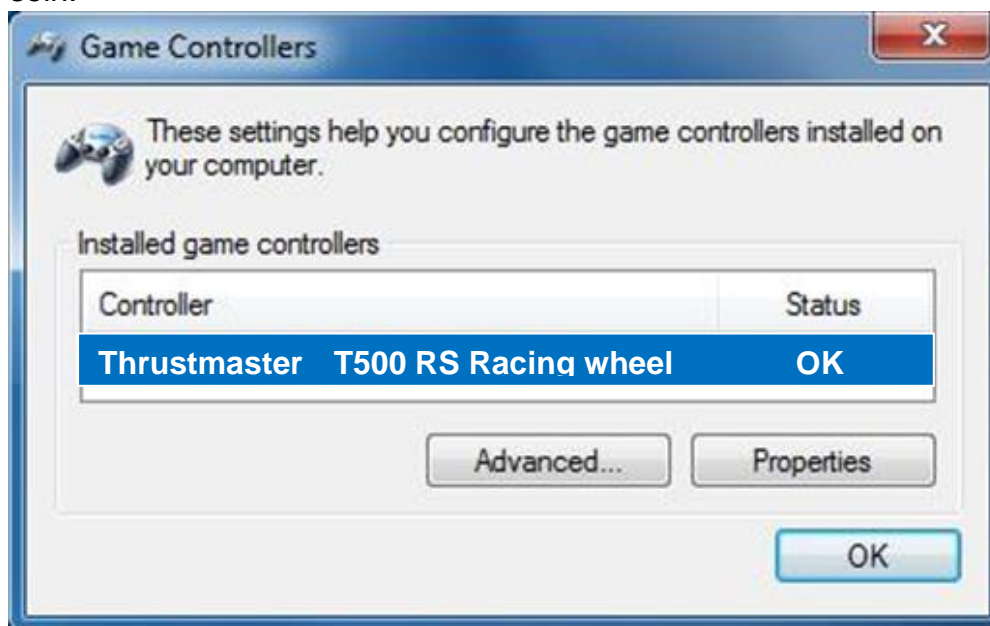 Game Controllers
These settings help you configure the game controllers installed on
your computer.
Installed game controllers
Controller Status
Thrustmaster T500 RS Racing wheel OK
Advanced... Properties
OK